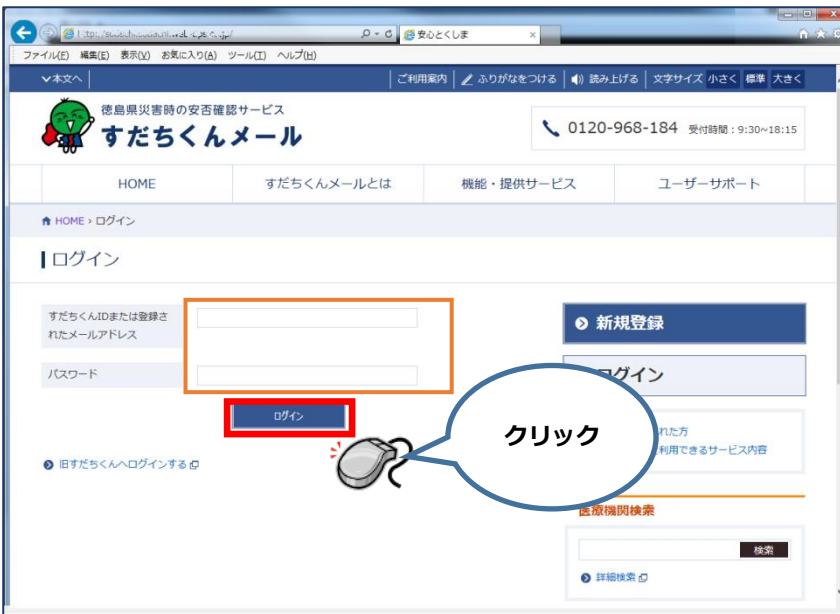 安心とくしま
ファイル(F) 編集(E) 表示(V) お気に入り(A) ツール(T) ヘルプ(H)
本文へ
ご利用案内 ふりがなをつける 読み上げる 文字サイズ 小さく 標準 大きく
徳島県災害時の安否確認サービス
すだちくんメール
0120-968-184 受付時間：9:30~18:15
HOME すだちくんメールとは 機能・提供サービス ユーザーサポート
HOME › ログイン
ログイン
すだちくんIDまたは登録さ
れたメールアドレス
パスワード
ログイン
旧すだちくんへログインする
新規登録
ログイン
クリック
れた方
利用できるサービス内容
医療機関検索
検索
詳細検索